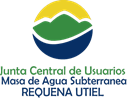 Junta Central de Usuarios
Masa de Agua Subterranea
REQUENA UTIEL